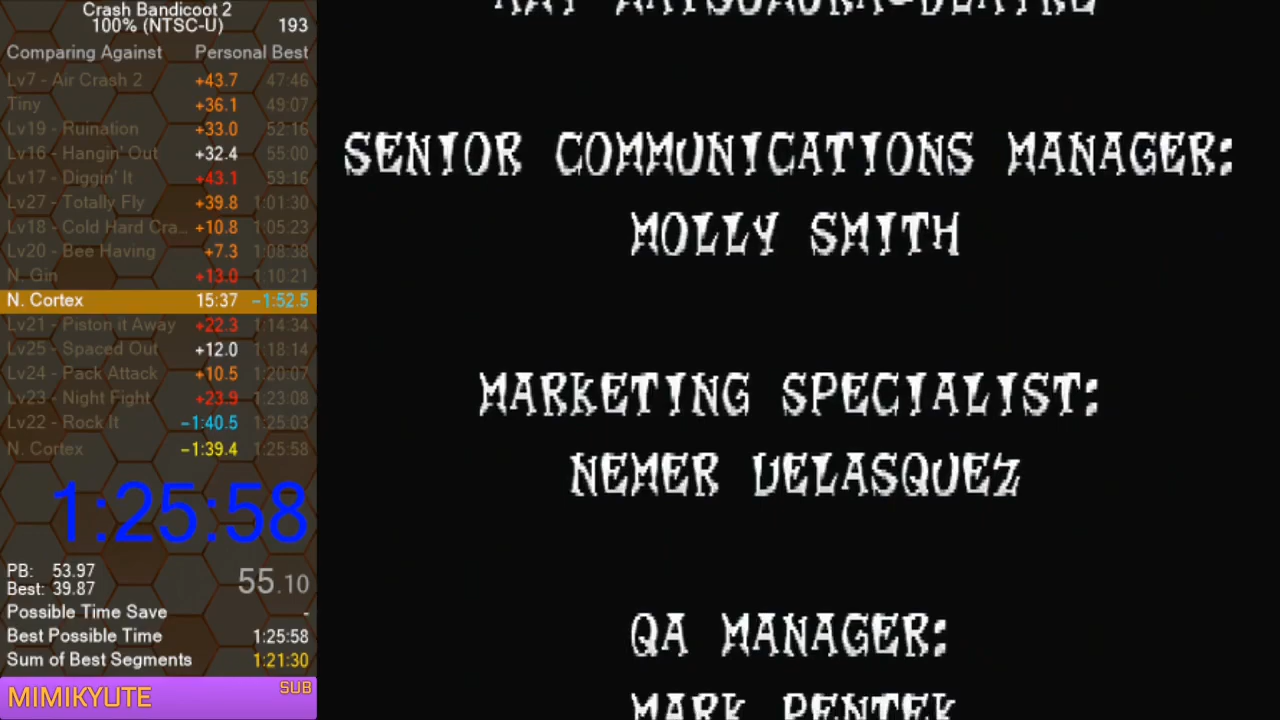 Crash Bandicoot 2
100% (NTSC-U) 193
Comparing Against Personal Best
Lv7 - Air Crash 2 +43.7 47:46
Tiny +36.1 49:07
Lv19 - Ruination +33.0 52:16
Lv16 - Hangin' Out +32.4 55:00
Lv17 - Diggin' It +43.1 59:16
Lv27 - Totally Fly +39.8 1:01:30
Lv18 - Cold Hard Cra... +10.8 1:05:23
Lv20 - Bee Having +7.3 1:08:38
N. Gin +13.0 1:10:21
N. Cortex 15:37 -1:52.5
Lv21 - Piston it Away +22.3 1:14:34
Lv25 - Spaced Out +12.0 1:18:14
Lv24 - Pack Attack +10.5 1:20:07
Lv23 - Night Fight +23.9 1:23:08
Lv22 - Rock It -1:40.5 1:25:03
N. Cortex -1:39.4 1:25:58
1:25:58
PB: 53.97
Best: 39.87
55.10
Possible Time Save -
Best Possible Time 1:25:58
Sum of Best Segments 1:21:30
MIMIKYUTE SUB
SENIOR COMMUNICATIONS MANAGER:
MOLLY SMITH
MARKETING SPECIALIST:
NEMER VELASQUEZ
QA MANAGER:
MARK PENTEK